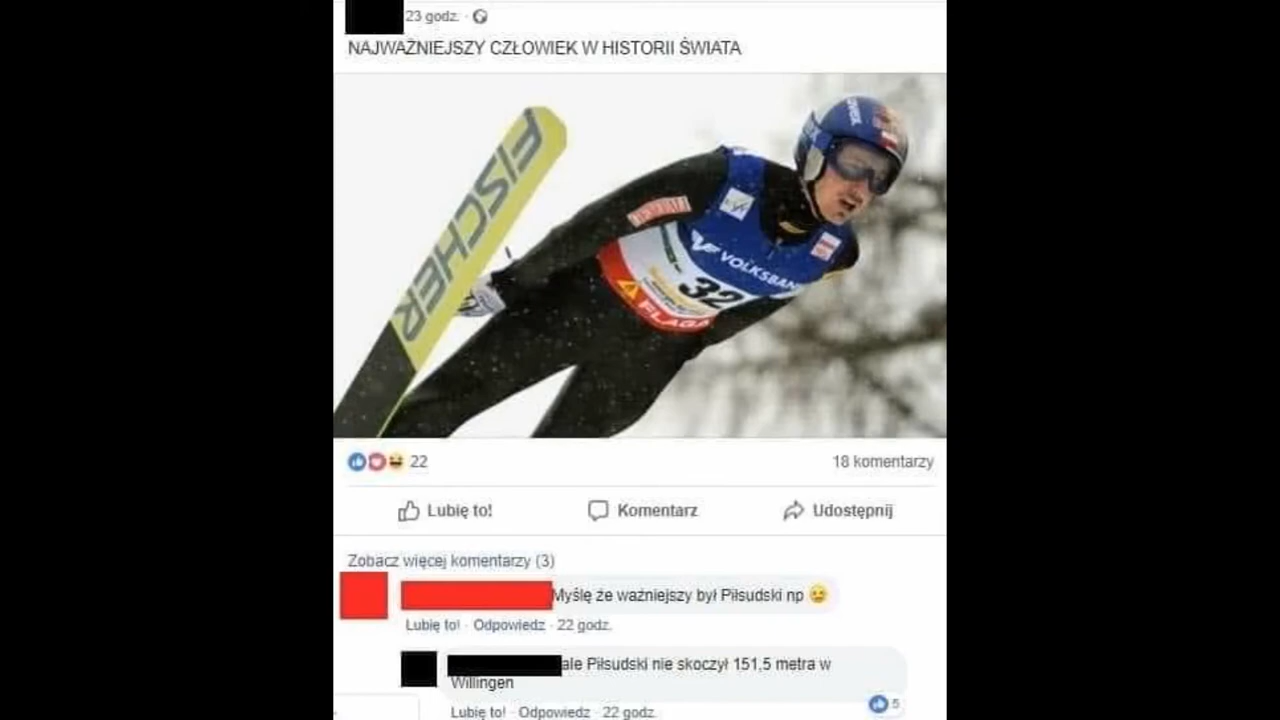 23 godz. ·
NAJWAŻNIEJSZY CZŁOWIEK W HISTORII ŚWIATA
FISCHER
VOLKSBANK
32
FLAGA
22
18 komentarzy
Lubię to!
Komentarz
Udostępnij
Zobacz więcej komentarzy (3)
Myślę że ważniejszy był Piłsudski np
Lubię to! · Odpowiedz · 22 godz.
ale Piłsudski nie skoczył 151,5 metra w
Willingen
5
Lubię to! · Odpowiedz · 22 godz.